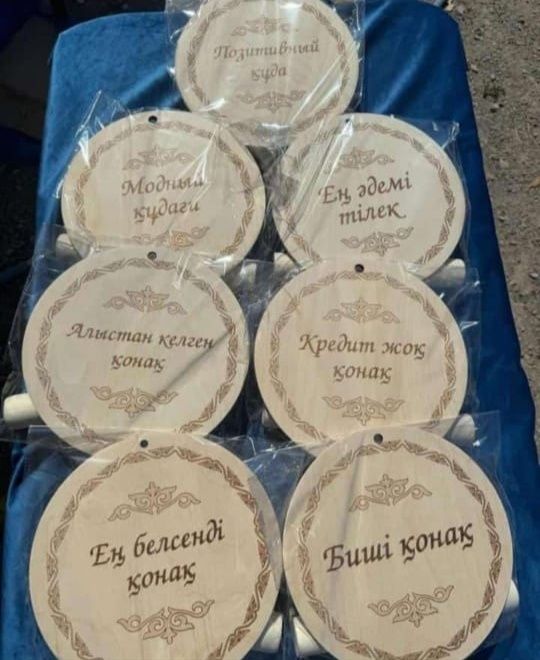 Позитивный
құда
Модный
құдағи
Ең әдемі
тілек
Алыстан келген
қонақ
Кредит жоқ
қонақ
Ең белсенді
қонақ
Биші қонақ